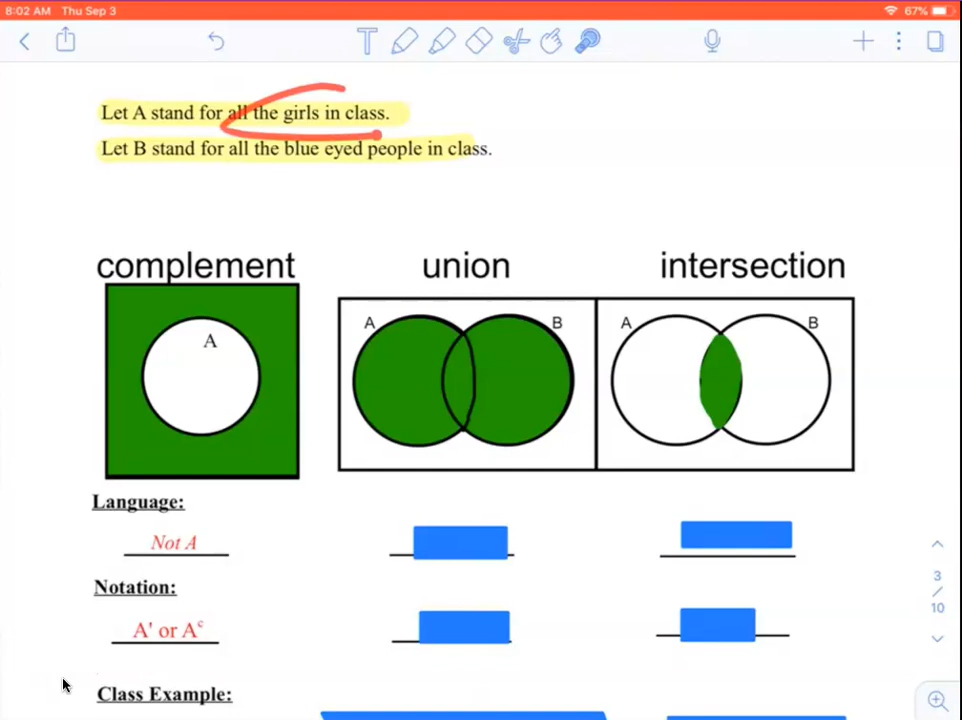 8:02 AM Thu Sep 3 67%
Let A stand for all the girls in class.
Let B stand for all the blue eyed people in class.
complement union intersection
A A B A B
Language:
Not A
Notation:
A' or Aᶜ
3
/
10
Class Example: